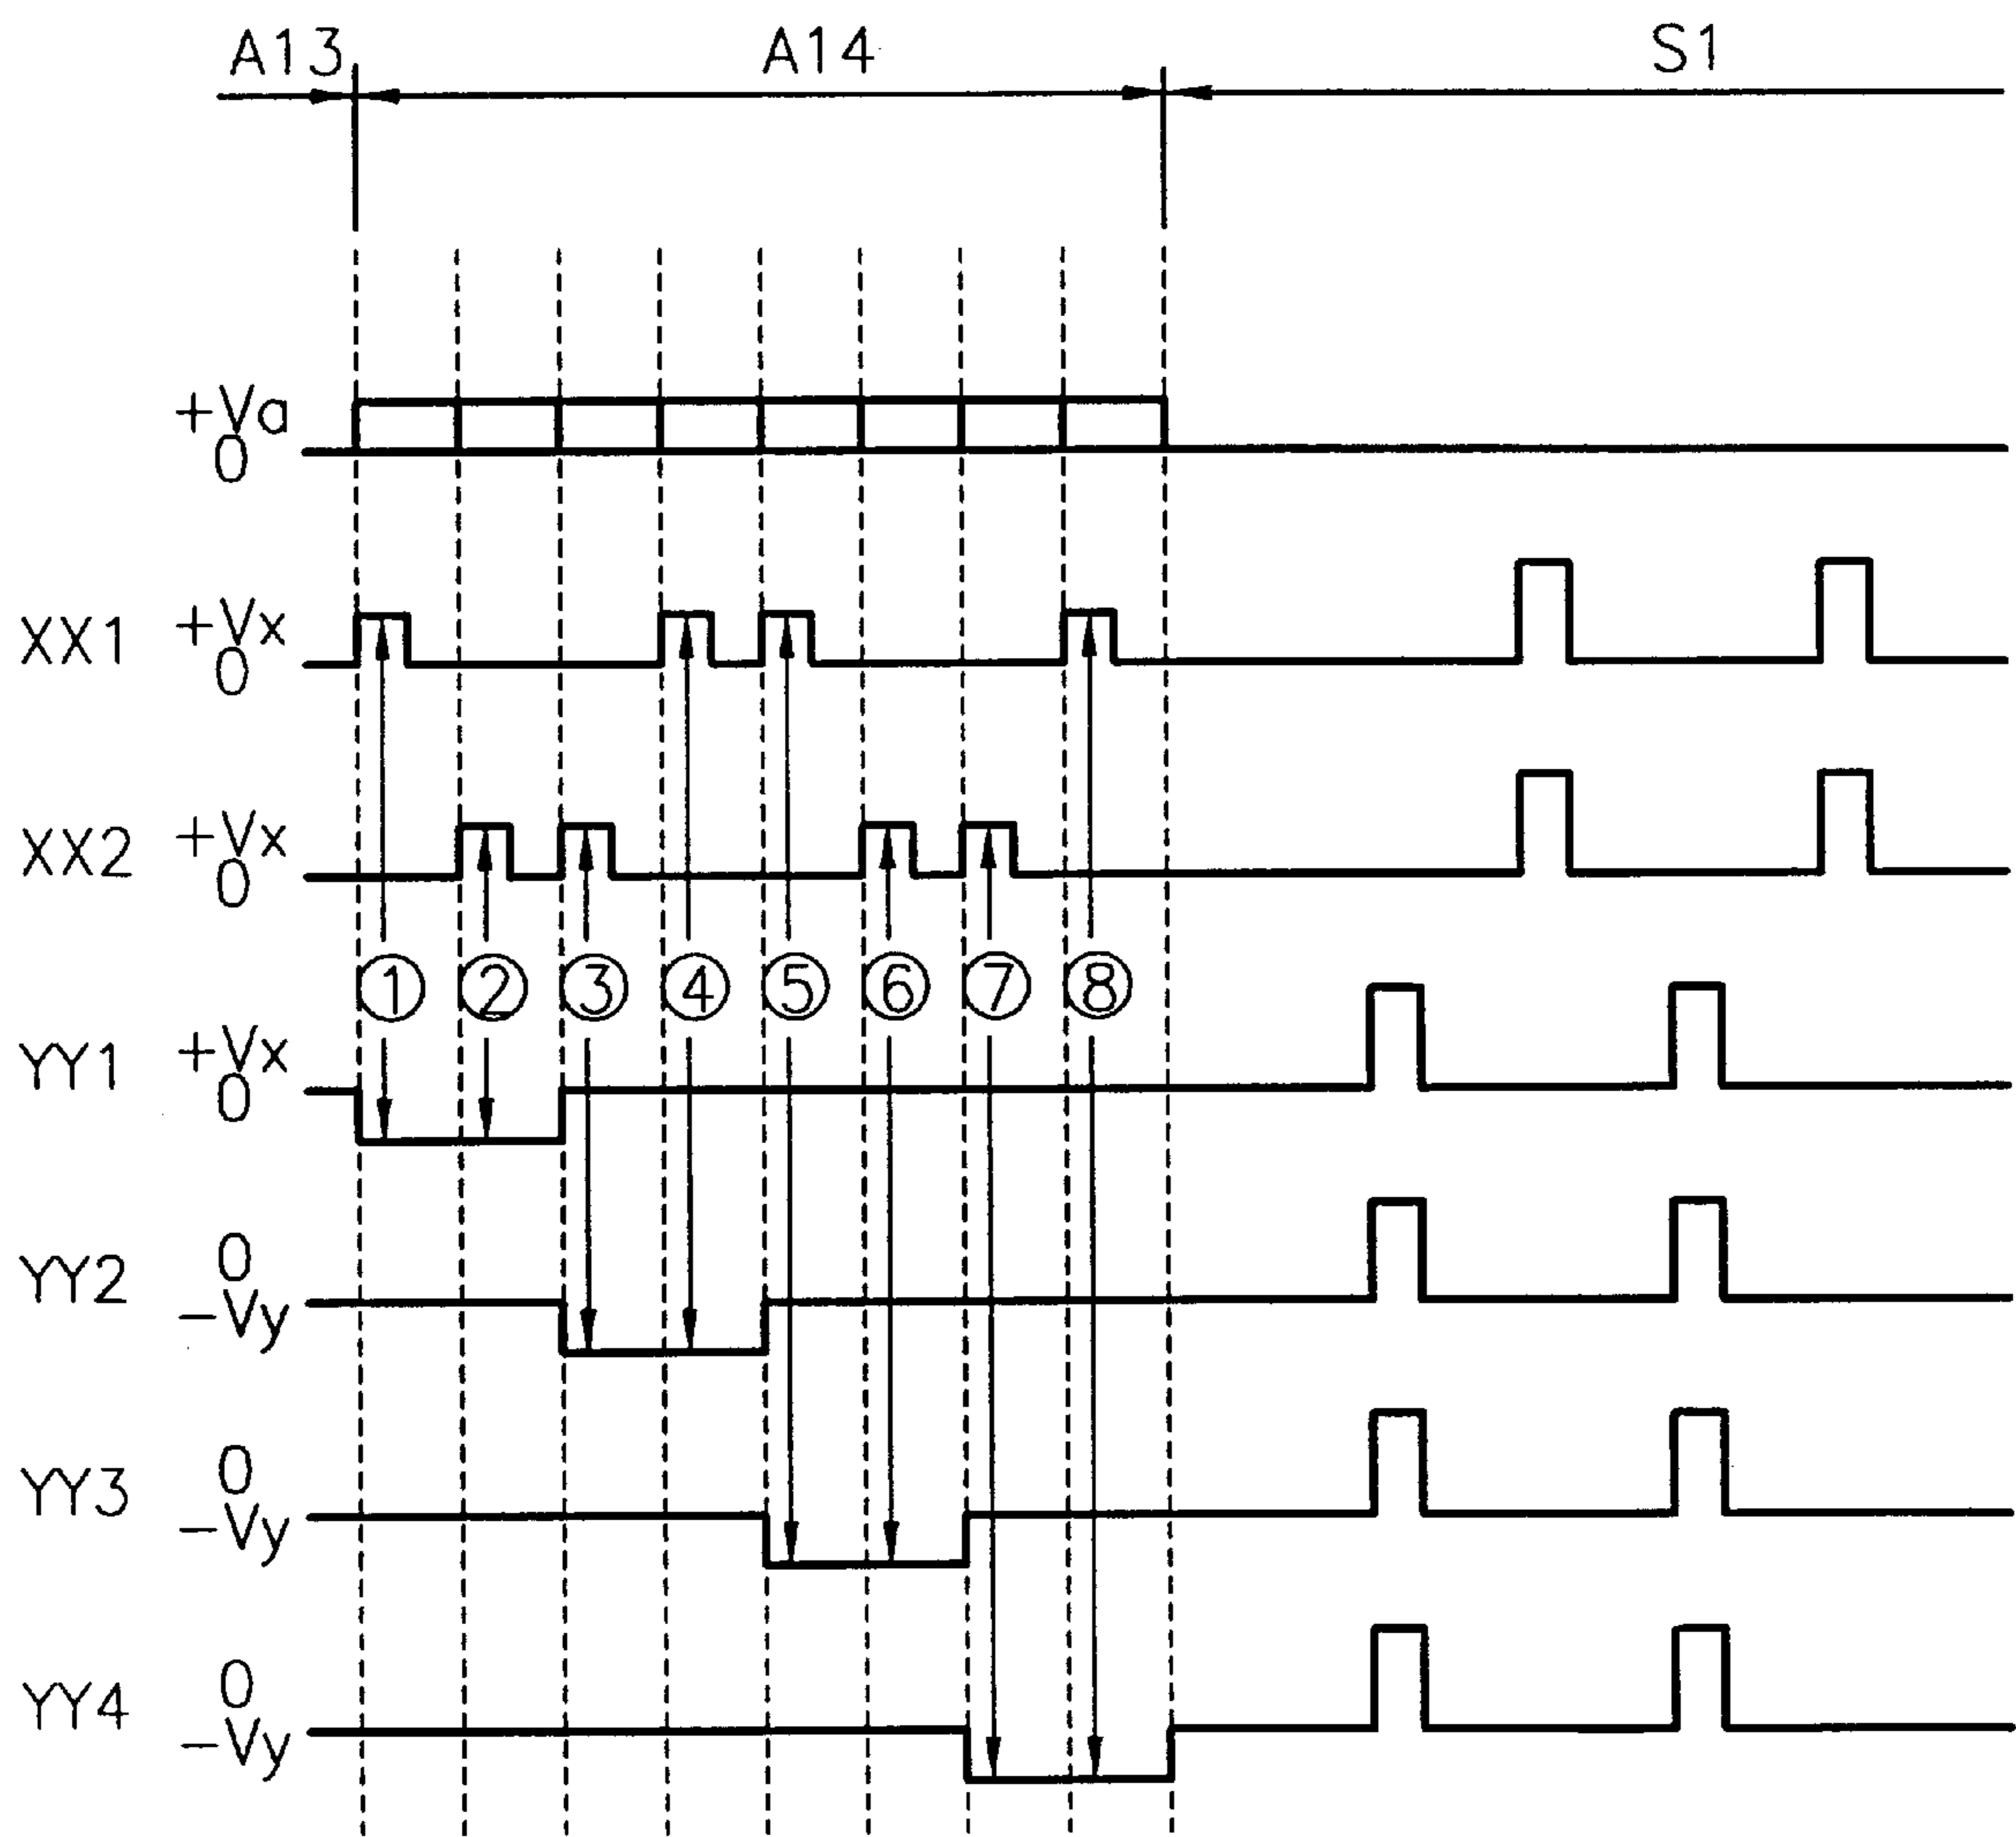 A13 A14 S1
+Va
0
XX1 +Vx
0
XX2 +Vx
0
① ② ③ ④ ⑤ ⑥ ⑦ ⑧
YY1 +Vx
0
YY2 0
-Vy
YY3 0
-Vy
YY4 0
-Vy